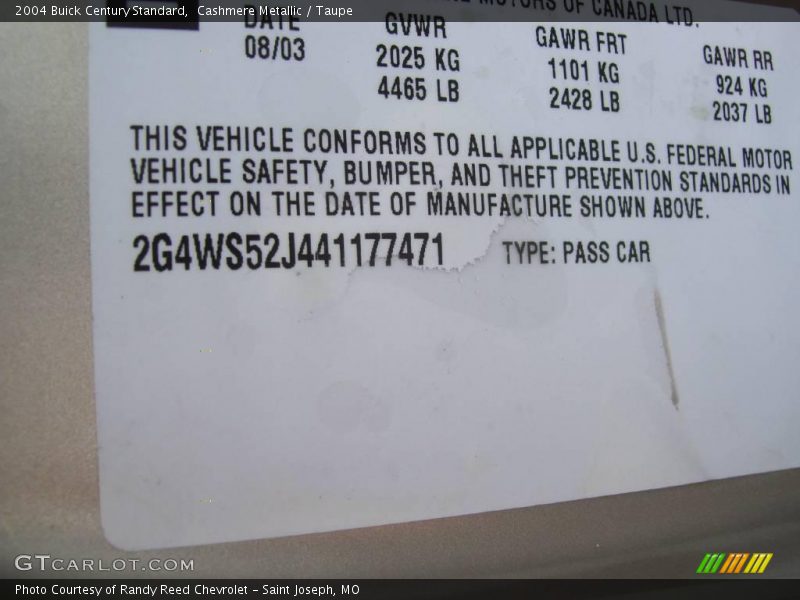 2004 Buick Century Standard, Cashmere Metallic / Taupe
MOTORS OF CANADA LTD.
DATE GVWR GAWR FRT GAWR RR
08/03 2025 KG 1101 KG 924 KG
4465 LB 2428 LB 2037 LB
THIS VEHICLE CONFORMS TO ALL APPLICABLE U.S. FEDERAL MOTOR
VEHICLE SAFETY, BUMPER, AND THEFT PREVENTION STANDARDS IN
EFFECT ON THE DATE OF MANUFACTURE SHOWN ABOVE.
2G4WS52J441177471 TYPE: PASS CAR
GTCARLOT.COM
Photo Courtesy of Randy Reed Chevrolet - Saint Joseph, MO